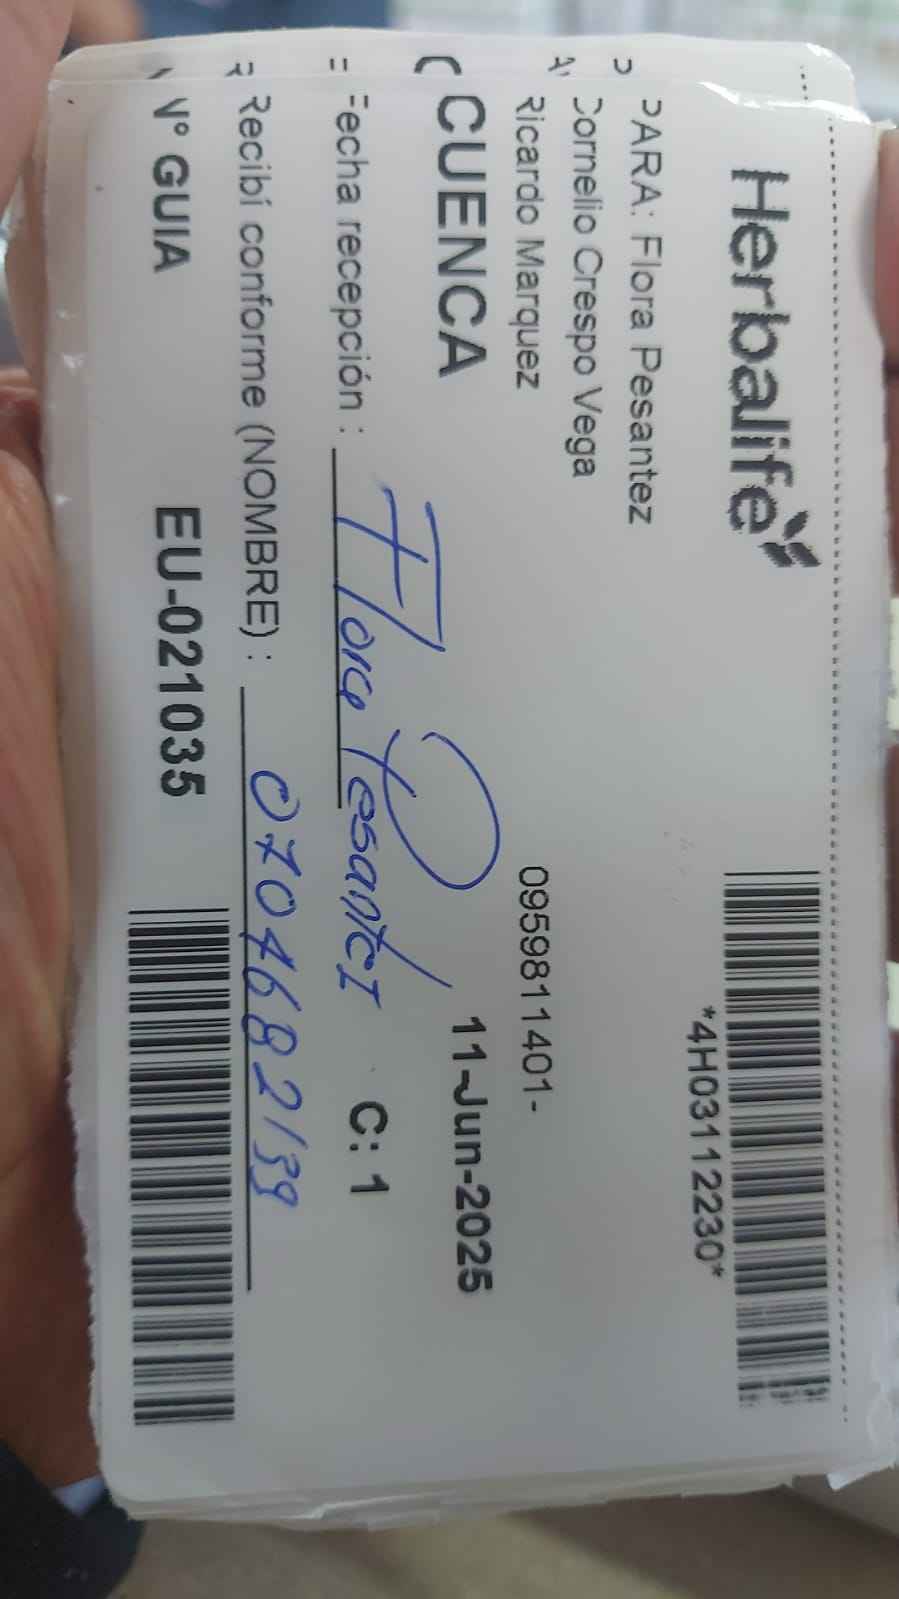 Herbalife
*4H03112230*
PARA: Flora Pesantez
Cornelio Crespo Vega
Ricardo Marquez
0959811401-
CUENCA
11-Jun-2025
Fecha recepción :
Flora Pesantez
C: 1
Recibí conforme (NOMBRE) :
0704682139
N° GUIA
EU-021035